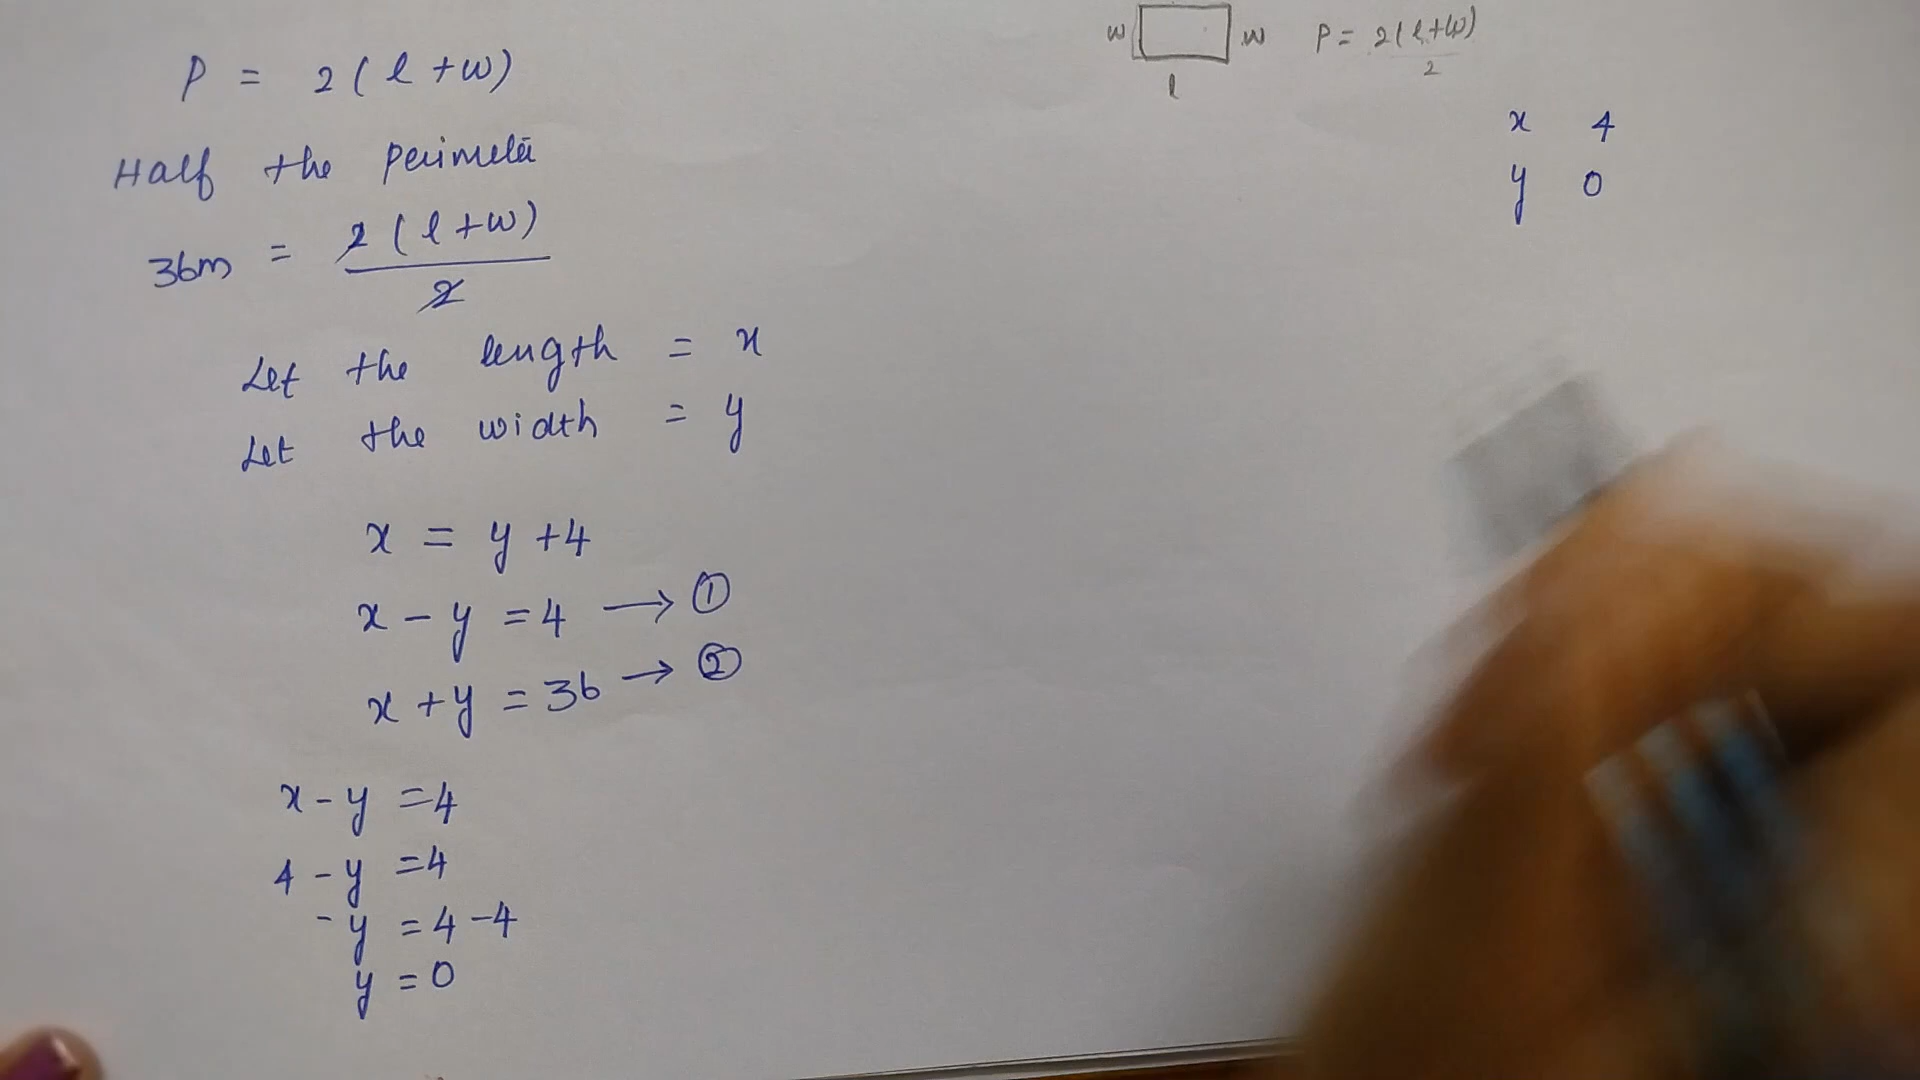 P = 2(l+w)
Half the perimeter
36m = 2(l+w)
2
Let the length = x
Let the width = y
x = y+4
x-y=4 → ①
x+y=36 → ②
x-y=4
4-y=4
-y=4-4
y=0
w w P= 2(l+w)
l 2
x 4
y 0